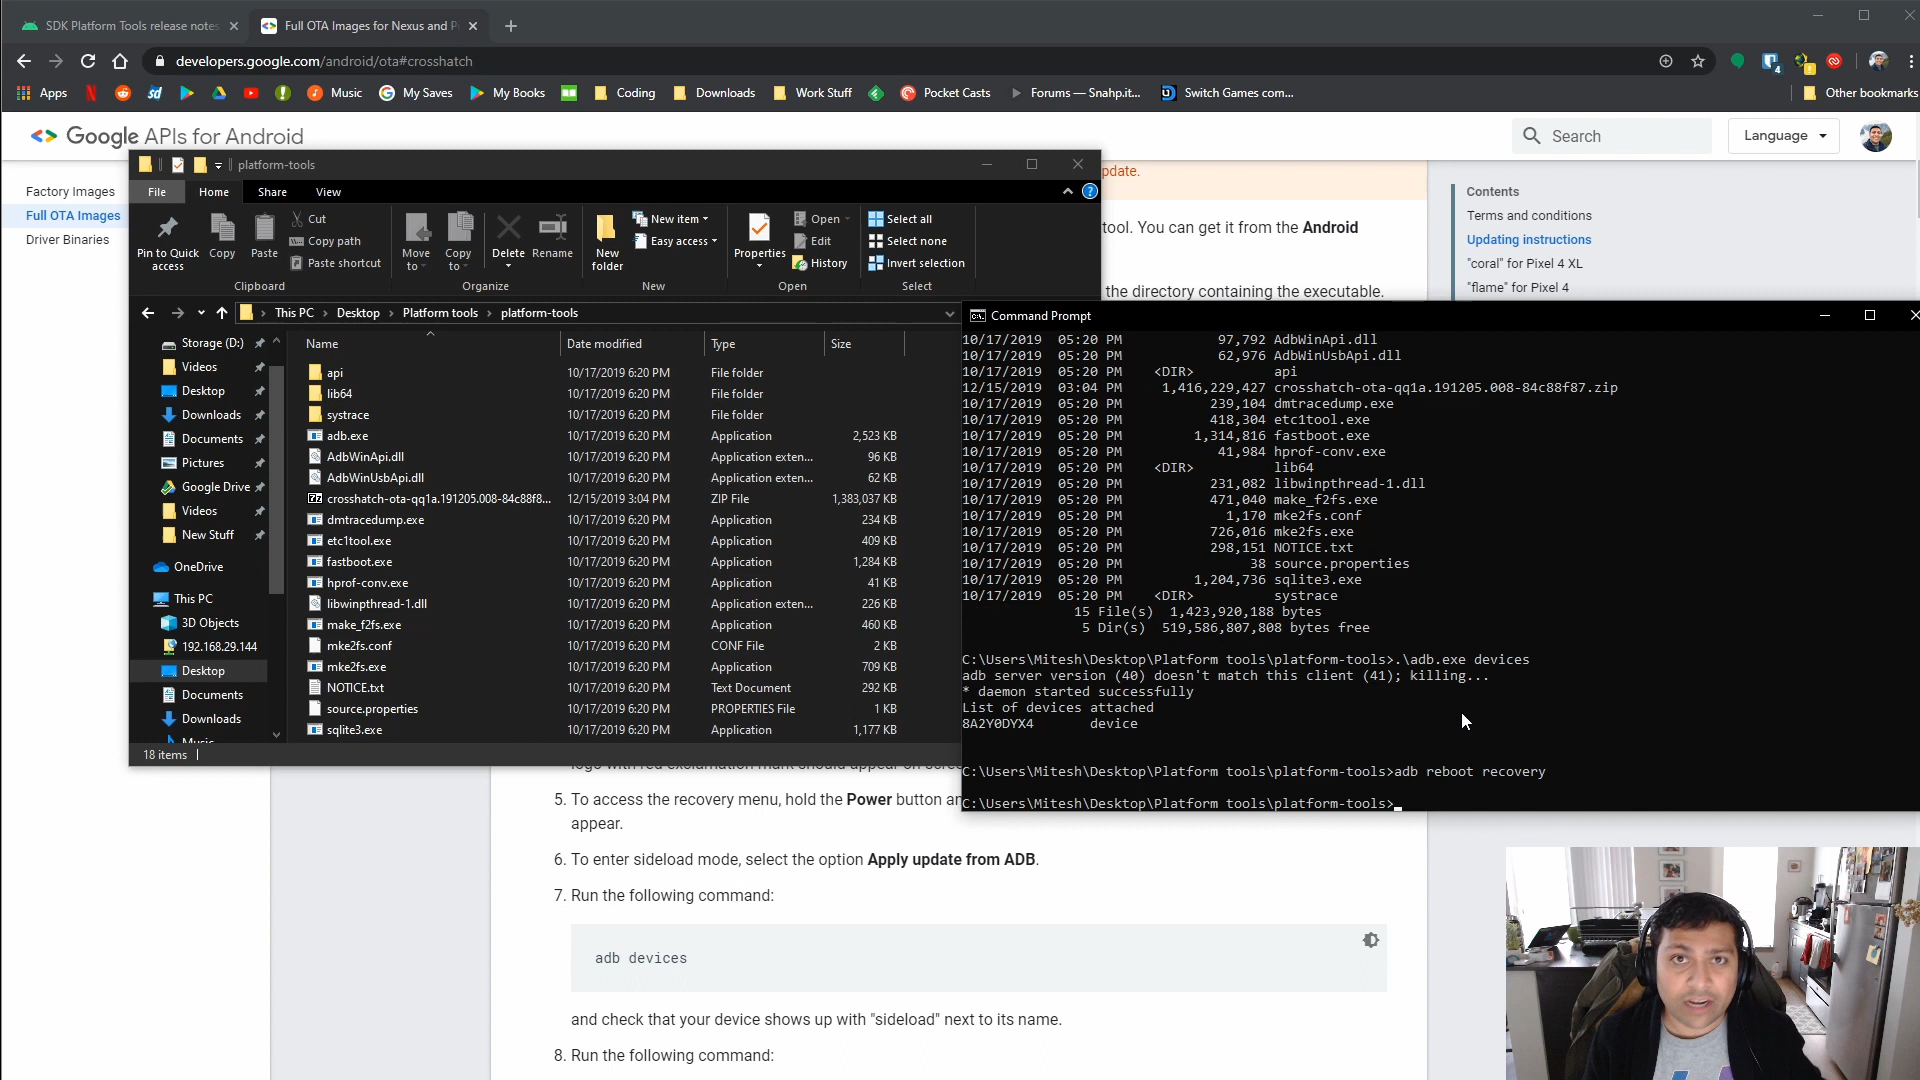 SDK Platform Tools release notes
Full OTA Images for Nexus and P
developers.google.com/android/ota#crosshatch
4
Apps
sd
Music
My Saves
My Books
Coding
Downloads
Work Stuff
Pocket Casts
Forums — Snahp.it...
Switch Games com...
Other bookmarks
Google APIs for Android
Search
Language
Factory Images
Full OTA Images
Driver Binaries
pdate.
tool. You can get it from the Android
the directory containing the executable.
Contents
Terms and conditions
Updating instructions
"coral" for Pixel 4 XL
"flame" for Pixel 4
platform-tools
File
Home
Share
View
Pin to Quick access
Copy
Paste
Cut
Copy path
Paste shortcut
Clipboard
Move to
Copy to
Delete
Rename
Organize
New folder
New item
Easy access
New
Properties
Open
Edit
History
Open
Select all
Select none
Invert selection
Select
This PC > Desktop > Platform tools > platform-tools
Storage (D:)
Videos
Desktop
Downloads
Documents
Pictures
Google Drive
Videos
New Stuff
OneDrive
This PC
3D Objects
192.168.29.144
Desktop
Documents
Downloads
Music
Name Date modified Type Size
api 10/17/2019 6:20 PM File folder
lib64 10/17/2019 6:20 PM File folder
systrace 10/17/2019 6:20 PM File folder
adb.exe 10/17/2019 6:20 PM Application 2,523 KB
AdbWinApi.dll 10/17/2019 6:20 PM Application exten... 96 KB
AdbWinUsbApi.dll 10/17/2019 6:20 PM Application exten... 62 KB
crosshatch-ota-qq1a.191205.008-84c88f8... 12/15/2019 3:04 PM ZIP File 1,383,037 KB
dmtracedump.exe 10/17/2019 6:20 PM Application 234 KB
etc1tool.exe 10/17/2019 6:20 PM Application 409 KB
fastboot.exe 10/17/2019 6:20 PM Application 1,284 KB
hprof-conv.exe 10/17/2019 6:20 PM Application 41 KB
libwinpthread-1.dll 10/17/2019 6:20 PM Application exten... 226 KB
make_f2fs.exe 10/17/2019 6:20 PM Application 460 KB
mke2fs.conf 10/17/2019 6:20 PM CONF File 2 KB
mke2fs.exe 10/17/2019 6:20 PM Application 709 KB
NOTICE.txt 10/17/2019 6:20 PM Text Document 292 KB
source.properties 10/17/2019 6:20 PM PROPERTIES File 1 KB
sqlite3.exe 10/17/2019 6:20 PM Application 1,177 KB
18 items
Command Prompt
10/17/2019 05:20 PM 97,792 AdbWinApi.dll
10/17/2019 05:20 PM 62,976 AdbWinUsbApi.dll
10/17/2019 05:20 PM <DIR> api
12/15/2019 03:04 PM 1,416,229,427 crosshatch-ota-qq1a.191205.008-84c88f87.zip
10/17/2019 05:20 PM 239,104 dmtracedump.exe
10/17/2019 05:20 PM 418,304 etc1tool.exe
10/17/2019 05:20 PM 1,314,816 fastboot.exe
10/17/2019 05:20 PM 41,984 hprof-conv.exe
10/17/2019 05:20 PM <DIR> lib64
10/17/2019 05:20 PM 231,082 libwinpthread-1.dll
10/17/2019 05:20 PM 471,040 make_f2fs.exe
10/17/2019 05:20 PM 1,170 mke2fs.conf
10/17/2019 05:20 PM 726,016 mke2fs.exe
10/17/2019 05:20 PM 298,151 NOTICE.txt
10/17/2019 05:20 PM 38 source.properties
10/17/2019 05:20 PM 1,204,736 sqlite3.exe
10/17/2019 05:20 PM <DIR> systrace
15 File(s) 1,423,920,188 bytes
5 Dir(s) 519,586,807,808 bytes free
C:\Users\Mitesh\Desktop\Platform tools\platform-tools>.\adb.exe devices
adb server version (40) doesn't match this client (41); killing...
* daemon started successfully
List of devices attached
8A2Y0DYX4 device
C:\Users\Mitesh\Desktop\Platform tools\platform-tools>adb reboot recovery
C:\Users\Mitesh\Desktop\Platform tools\platform-tools>
logo with red exclamation mark should appear on scree
5. To access the recovery menu, hold the Power button an
appear.
6. To enter sideload mode, select the option Apply update from ADB.
7. Run the following command:
adb devices
and check that your device shows up with "sideload" next to its name.
8. Run the following command: